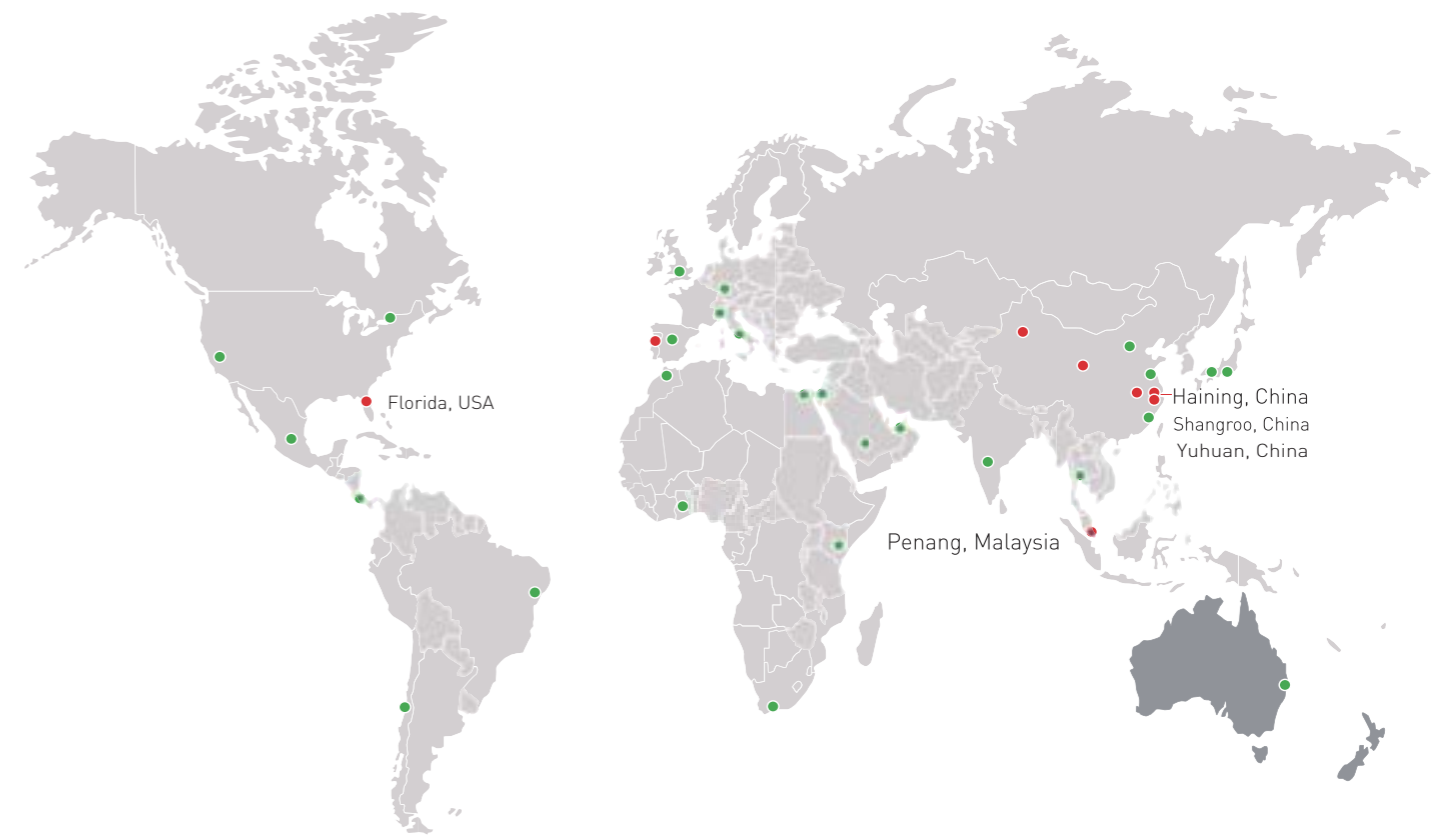 Florida, USA
Haining, China
Shangroo, China
Yuhuan, China
Penang, Malaysia